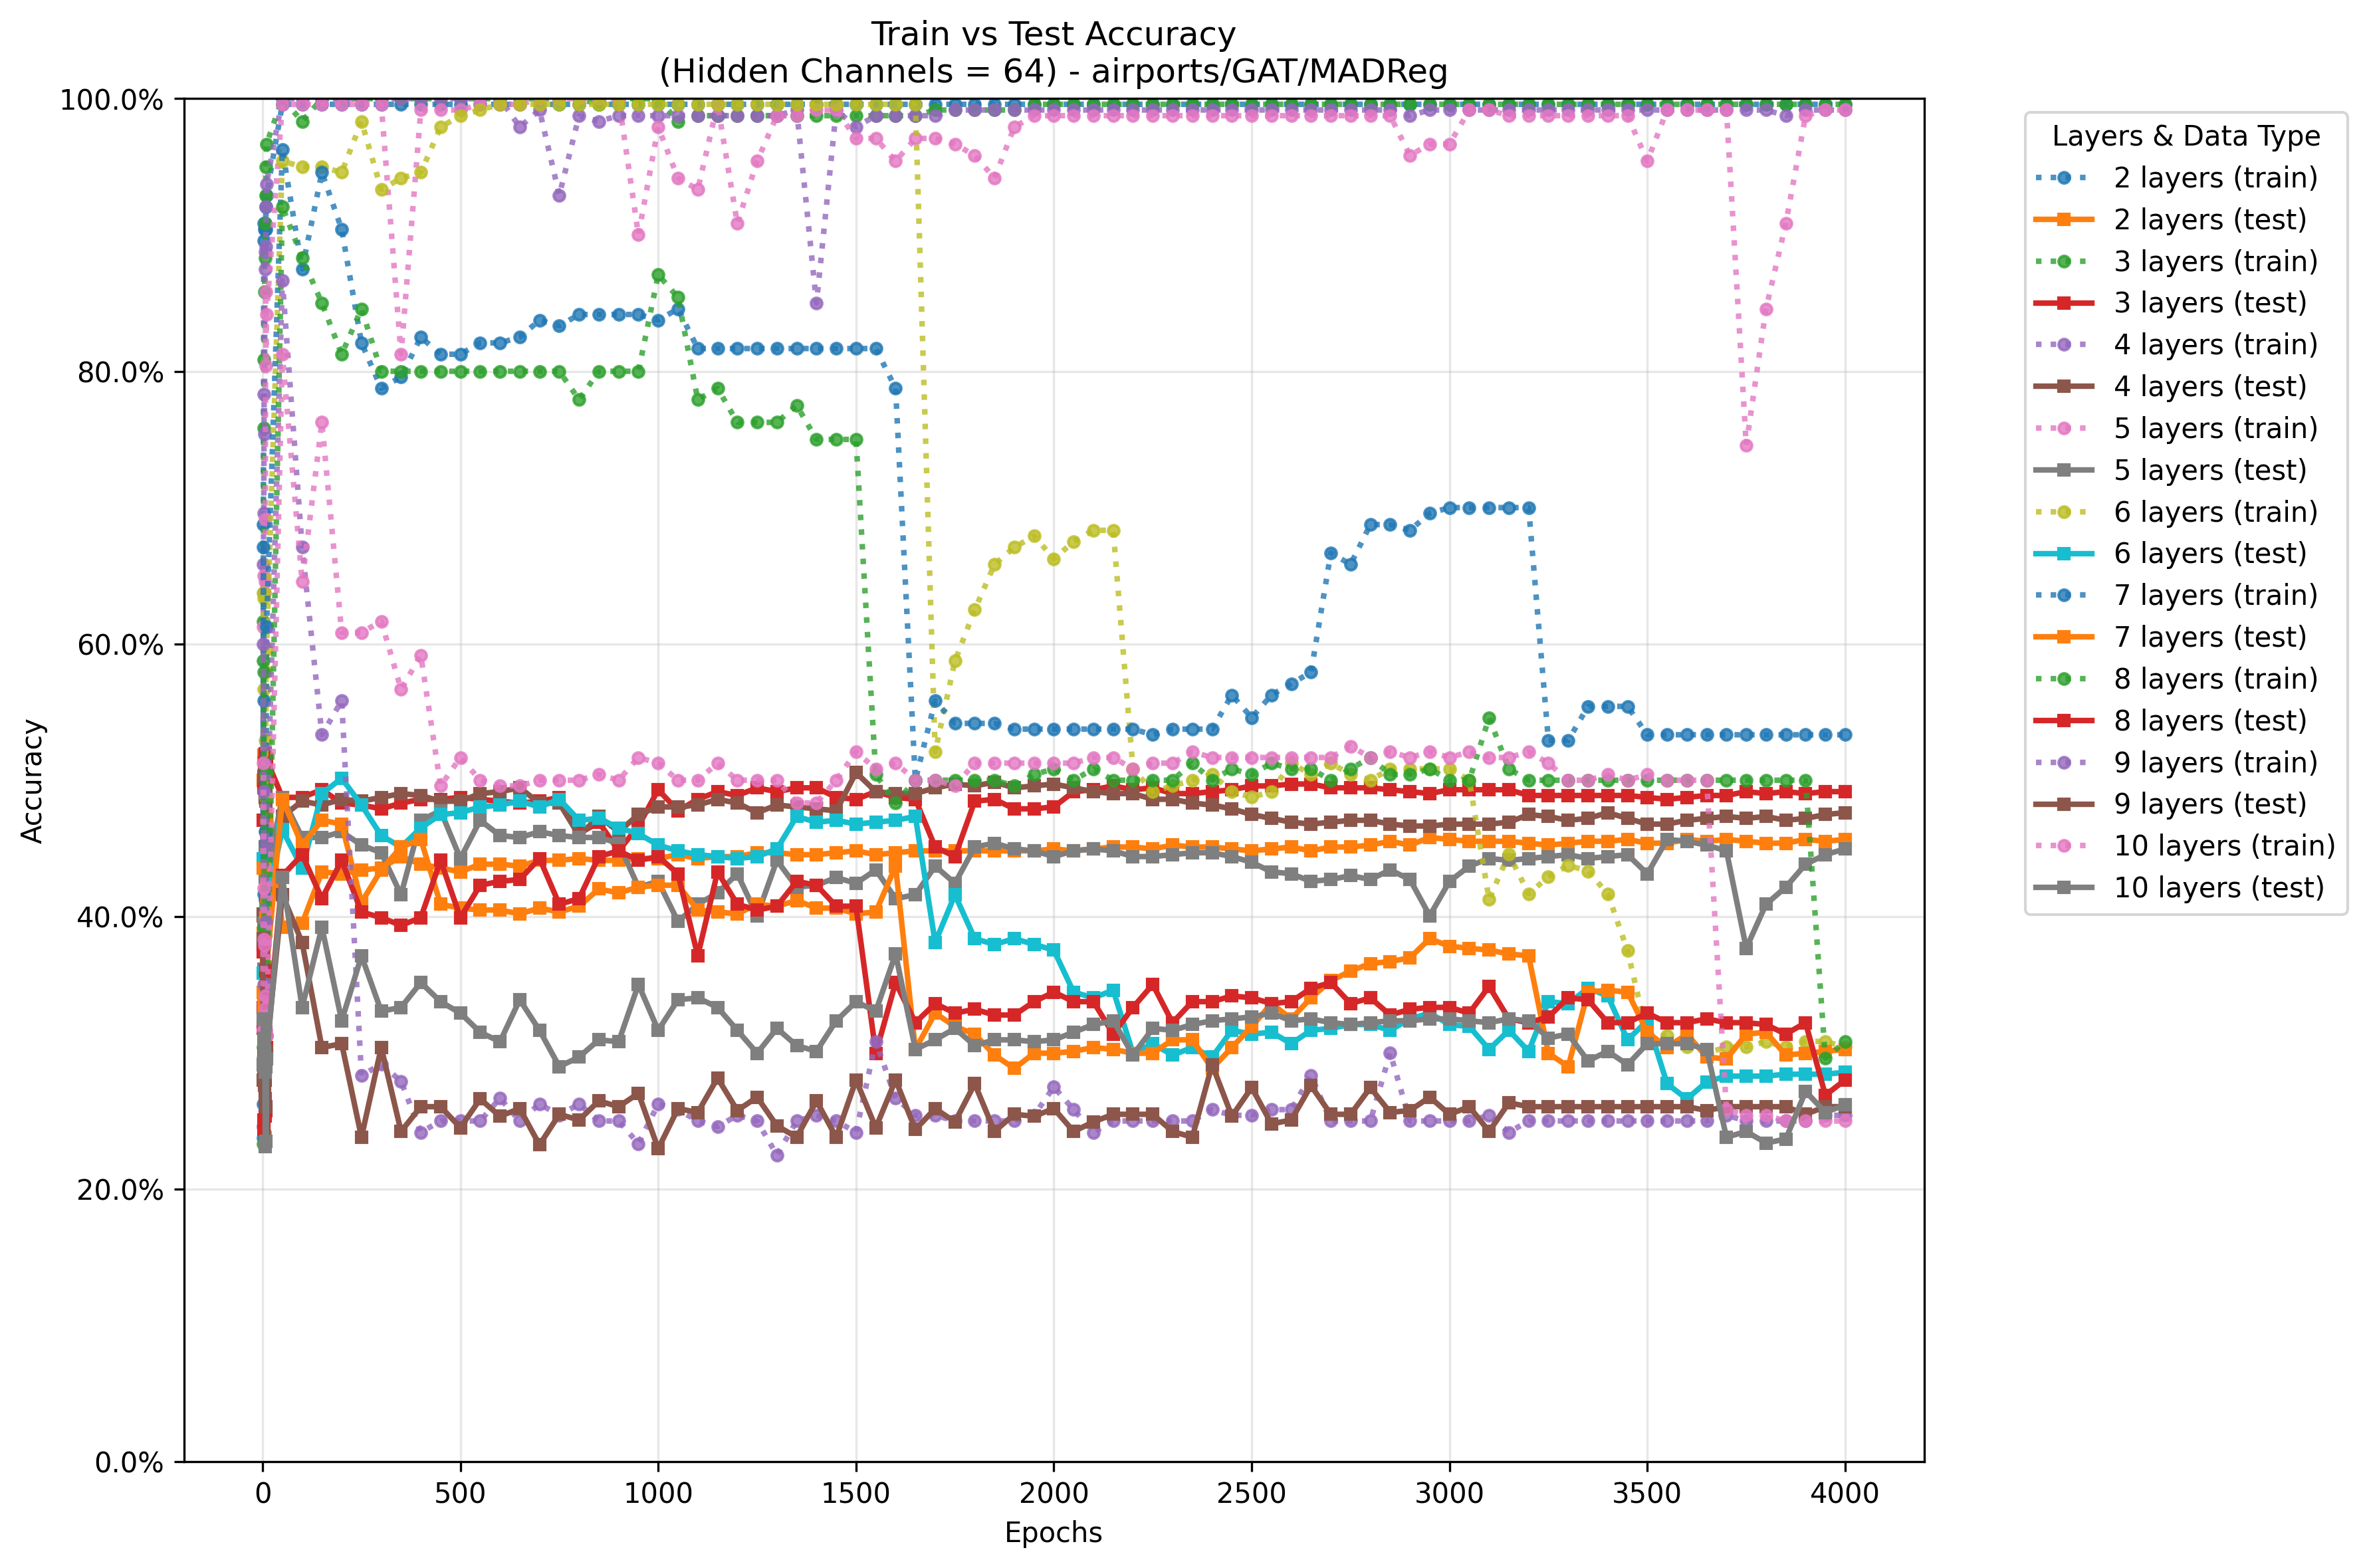 Train vs Test Accuracy
(Hidden Channels = 64) - airports/GAT/MADReg
100.0%
80.0%
60.0%
40.0%
20.0%
0.0%
Accuracy
0
500
1000
1500
2000
2500
3000
3500
4000
Epochs
Layers & Data Type
2 layers (train)
2 layers (test)
3 layers (train)
3 layers (test)
4 layers (train)
4 layers (test)
5 layers (train)
5 layers (test)
6 layers (train)
6 layers (test)
7 layers (train)
7 layers (test)
8 layers (train)
8 layers (test)
9 layers (train)
9 layers (test)
10 layers (train)
10 layers (test)